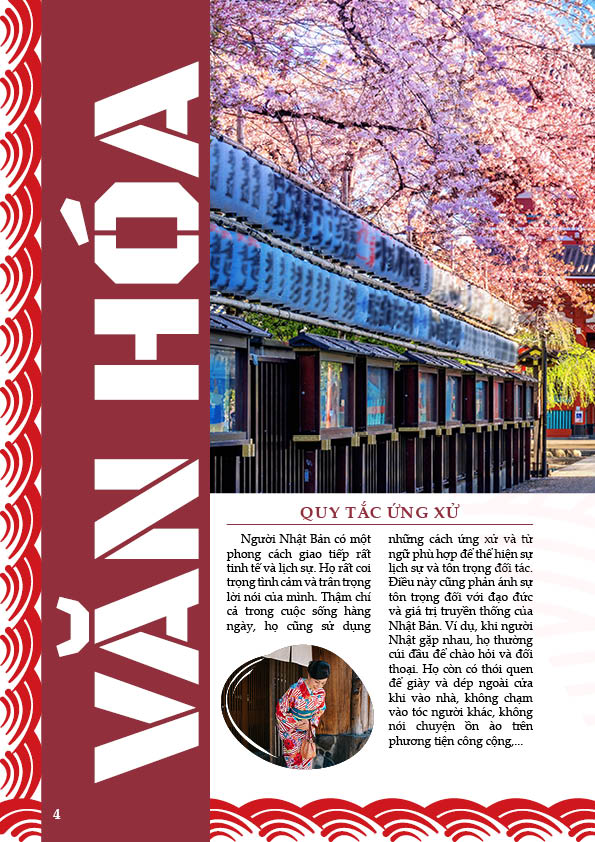 VĂN HÓA
QUY TẮC ỨNG XỬ
Người Nhật Bản có một
phong cách giao tiếp rất
tinh tế và lịch sự. Họ rất coi
trọng tình cảm và trân trọng
lời nói của mình. Thậm chí
cả trong cuộc sống hàng
ngày, họ cũng sử dụng
những cách ứng xử và từ
ngữ phù hợp để thể hiện sự
lịch sự và tôn trọng đối tác.
Điều này cũng phản ánh sự
tôn trọng đối với đạo đức
và giá trị truyền thống của
Nhật Bản. Ví dụ, khi người
Nhật gặp nhau, họ thường
cúi đầu để chào hỏi và đối
thoại. Họ còn có thói quen
để giày và dép ngoài cửa
khi vào nhà, không chạm
vào tóc người khác, không
nói chuyện ồn ào trên
phương tiện công cộng,...
4